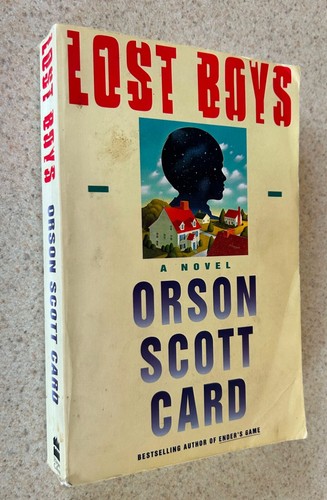 LOST BOYS
A NOVEL
ORSON
SCOTT
CARD
BESTSELLING AUTHOR OF ENDER'S GAME
LOST BOYS ORSON SCOTT CARD